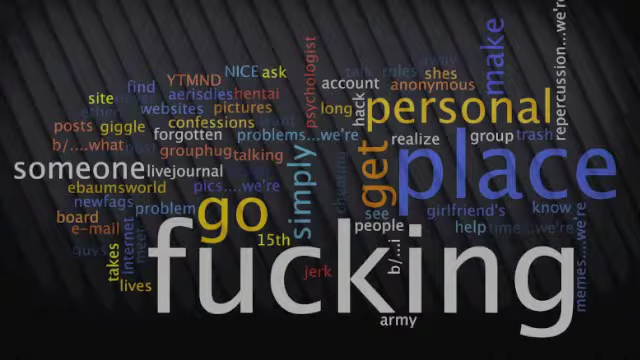 repercussion...we're
make
psychologist
NICE ask
rules
shes
find
YTMND
account
anonymous
site
aerisdies
hentai
hack
personal
websites
pictures
long
posts
giggle
confessions
forgotten
problems...we're
realize
group
trash
b/....what
grouphug
talking
simply
get
place
someone
livejournal
ebaumsworld
pics....we're
newfags
problem
go
see
girlfriend's
know
board
people
help
time...we're
e-mail
internet
15th
fucking
b/...i
memes....we're
guys
takes
jerk
lives
army